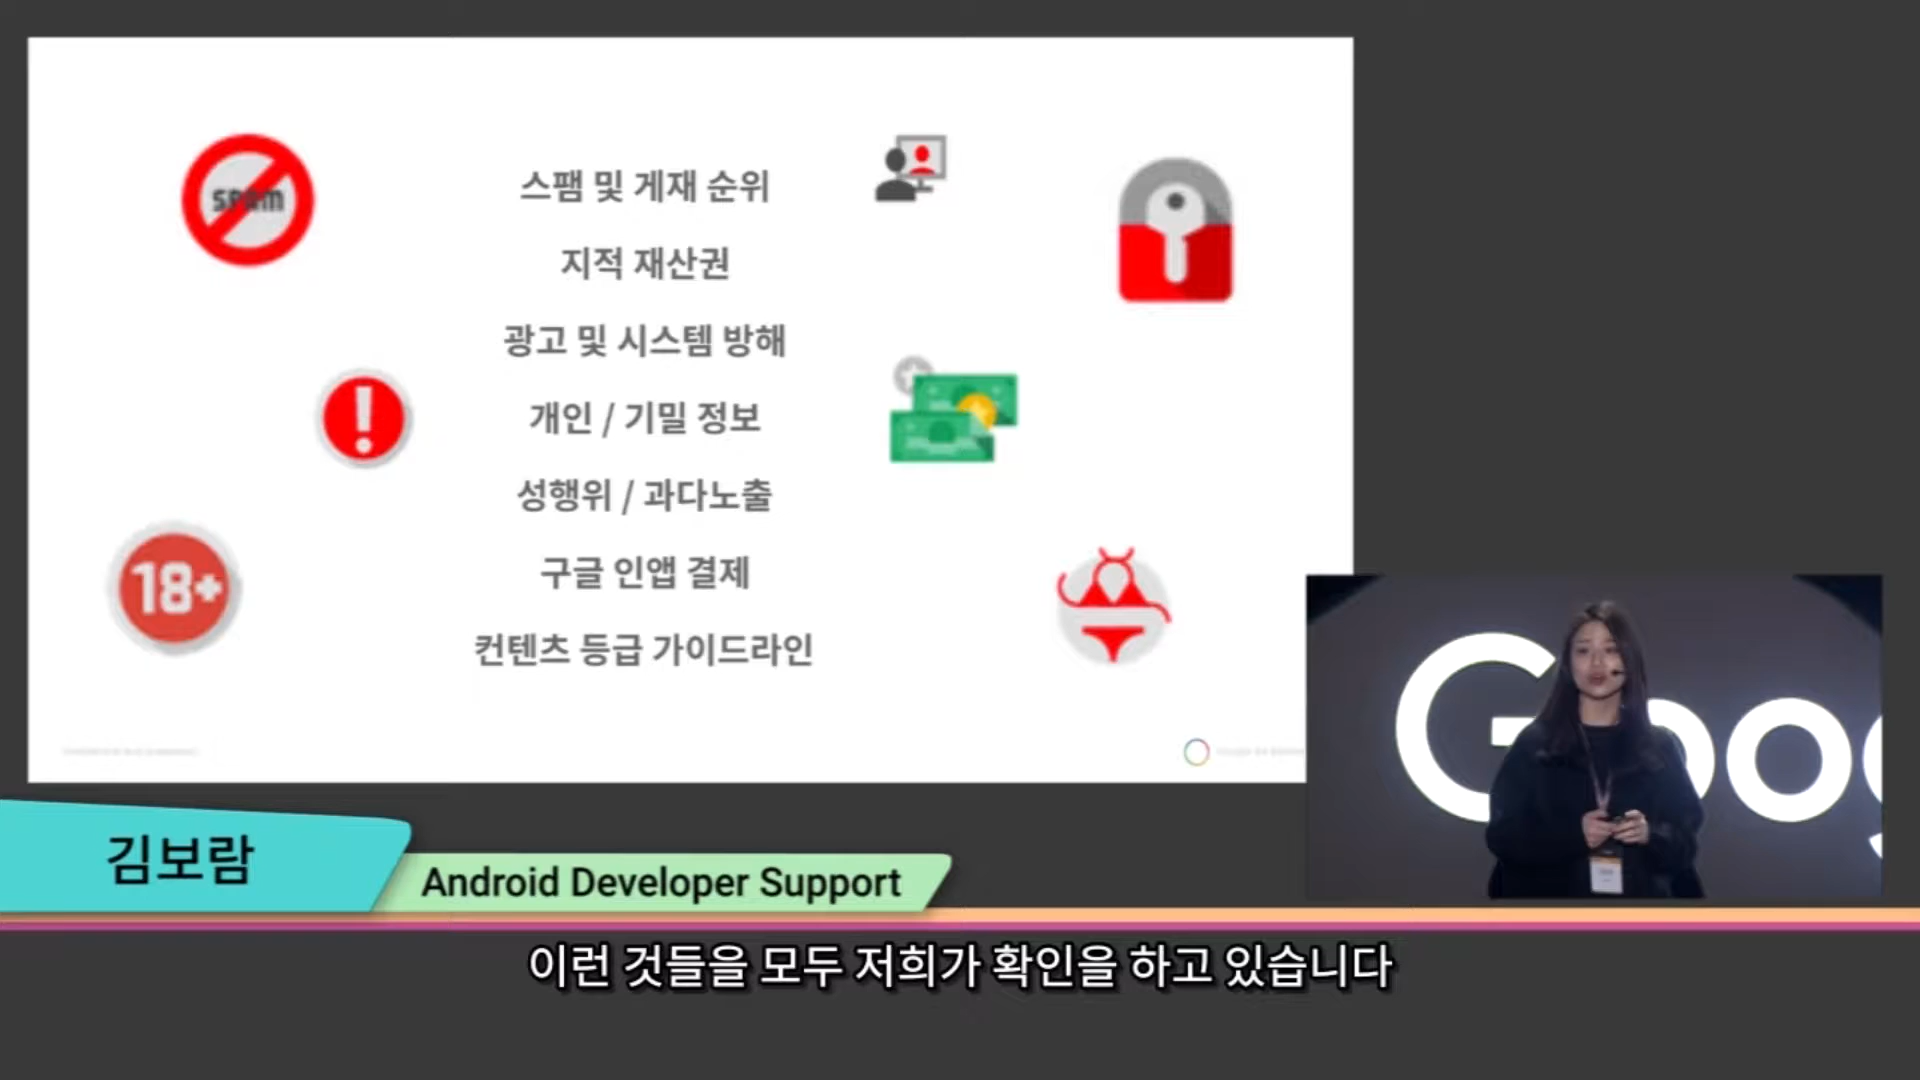 SPAM
스팸 및 게재 순위
지적 재산권
광고 및 시스템 방해
개인 / 기밀 정보
성행위 / 과다노출
구글 인앱 결제
컨텐츠 등급 가이드라인
18+
Goog
김보람
Android Developer Support
이런 것들을 모두 저희가 확인을 하고 있습니다